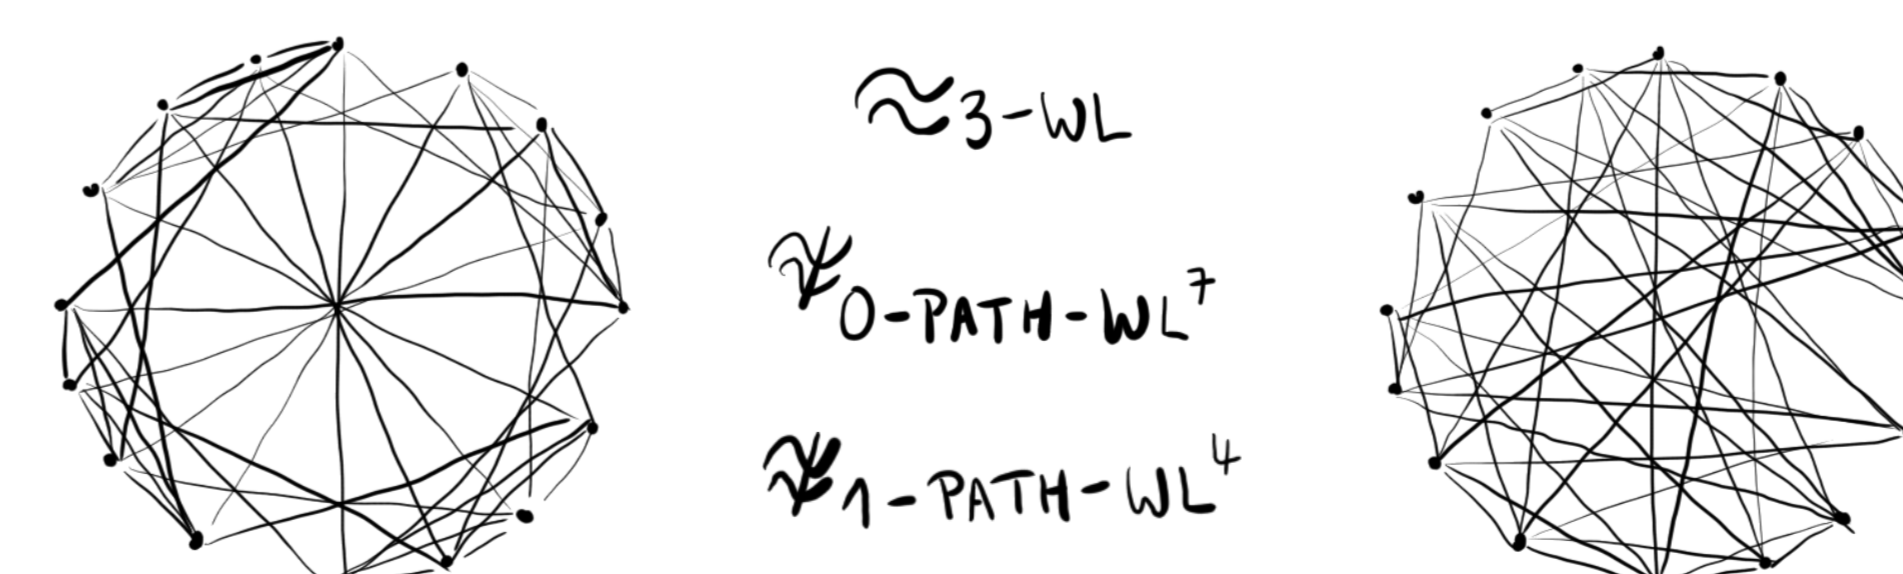 ≈3-WL
≉0-PATH-WL⁷
≉1-PATH-WL⁴